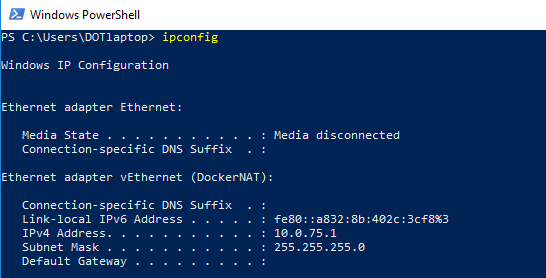 Windows PowerShell
PS C:\Users\DOTlaptop> ipconfig
Windows IP Configuration
Ethernet adapter Ethernet:
Media State . . . . . . . . . . . : Media disconnected
Connection-specific DNS Suffix  . :
Ethernet adapter vEthernet (DockerNAT):
Connection-specific DNS Suffix  . :
Link-local IPv6 Address . . . . . : fe80::a832:8b:402c:3cf8%3
IPv4 Address. . . . . . . . . . . : 10.0.75.1
Subnet Mask . . . . . . . . . . . : 255.255.255.0
Default Gateway . . . . . . . . . :